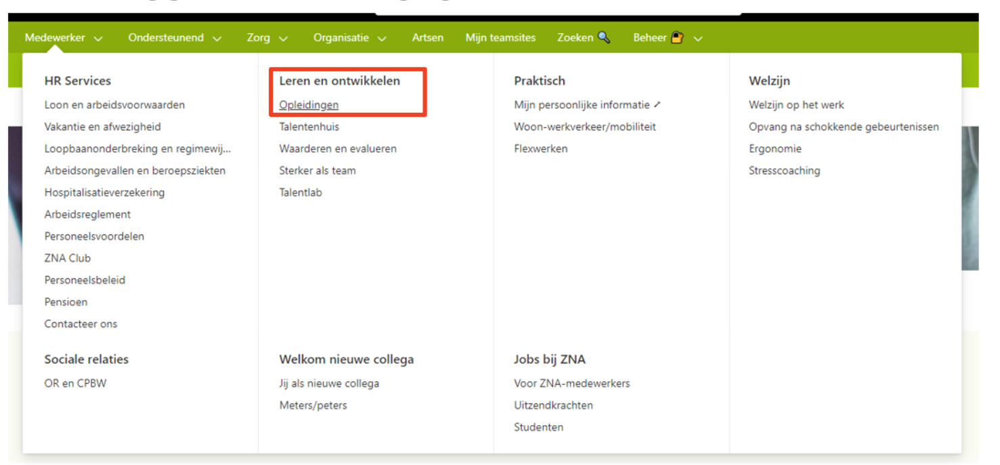 Medewerker Ondersteunend Zorg Organisatie Artsen Mijn teamsites Zoeken Beheer
HR Services
Loon en arbeidsvoorwaarden
Vakantie en afwezigheid
Loopbaanonderbreking en regimewij...
Arbeidsongevallen en beroepsziekten
Hospitalisatieverzekering
Arbeidsreglement
Personeelsvoordelen
ZNA Club
Personeelsbeleid
Pensioen
Contacteer ons
Leren en ontwikkelen
Opleidingen
Talentenhuis
Waarderen en evalueren
Sterker als team
Talentlab
Praktisch
Mijn persoonlijke informatie ⤢
Woon-werkverkeer/mobiliteit
Flexwerken
Welzijn
Welzijn op het werk
Opvang na schokkende gebeurtenissen
Ergonomie
Stresscoaching
Sociale relaties
OR en CPBW
Welkom nieuwe collega
Jij als nieuwe collega
Meters/peters
Jobs bij ZNA
Voor ZNA-medewerkers
Uitzendkrachten
Studenten